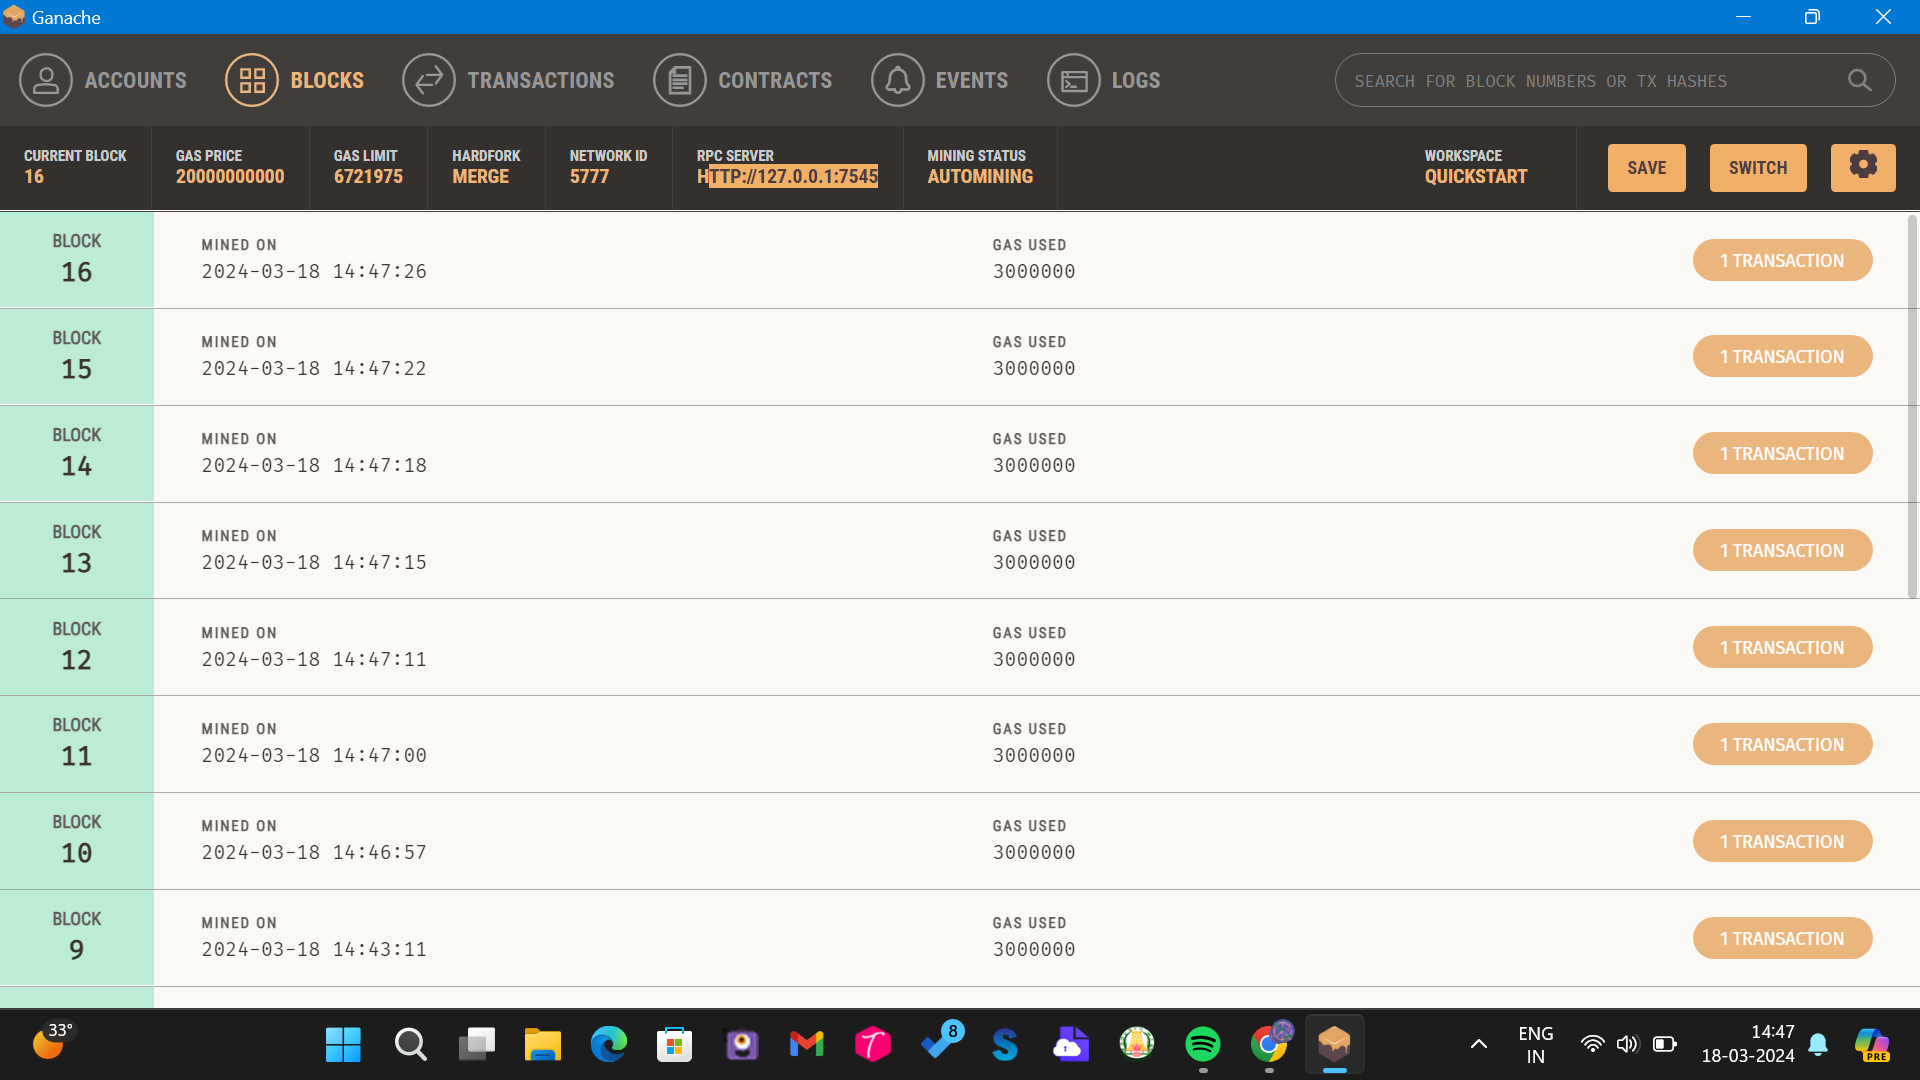 Ganache
ACCOUNTS BLOCKS TRANSACTIONS CONTRACTS EVENTS LOGS SEARCH FOR BLOCK NUMBERS OR TX HASHES
CURRENT BLOCK GAS PRICE GAS LIMIT HARDFORK NETWORK ID RPC SERVER MINING STATUS WORKSPACE
16 20000000000 6721975 MERGE 5777 HTTP://127.0.0.1:7545 AUTOMINING QUICKSTART SAVE SWITCH
BLOCK MINED ON GAS USED
16 2024-03-18 14:47:26 3000000 1 TRANSACTION
BLOCK MINED ON GAS USED
15 2024-03-18 14:47:22 3000000 1 TRANSACTION
BLOCK MINED ON GAS USED
14 2024-03-18 14:47:18 3000000 1 TRANSACTION
BLOCK MINED ON GAS USED
13 2024-03-18 14:47:15 3000000 1 TRANSACTION
BLOCK MINED ON GAS USED
12 2024-03-18 14:47:11 3000000 1 TRANSACTION
BLOCK MINED ON GAS USED
11 2024-03-18 14:47:00 3000000 1 TRANSACTION
BLOCK MINED ON GAS USED
10 2024-03-18 14:46:57 3000000 1 TRANSACTION
BLOCK MINED ON GAS USED
9 2024-03-18 14:43:11 3000000 1 TRANSACTION
33° 8 ENG 14:47
IN 18-03-2024 PRE